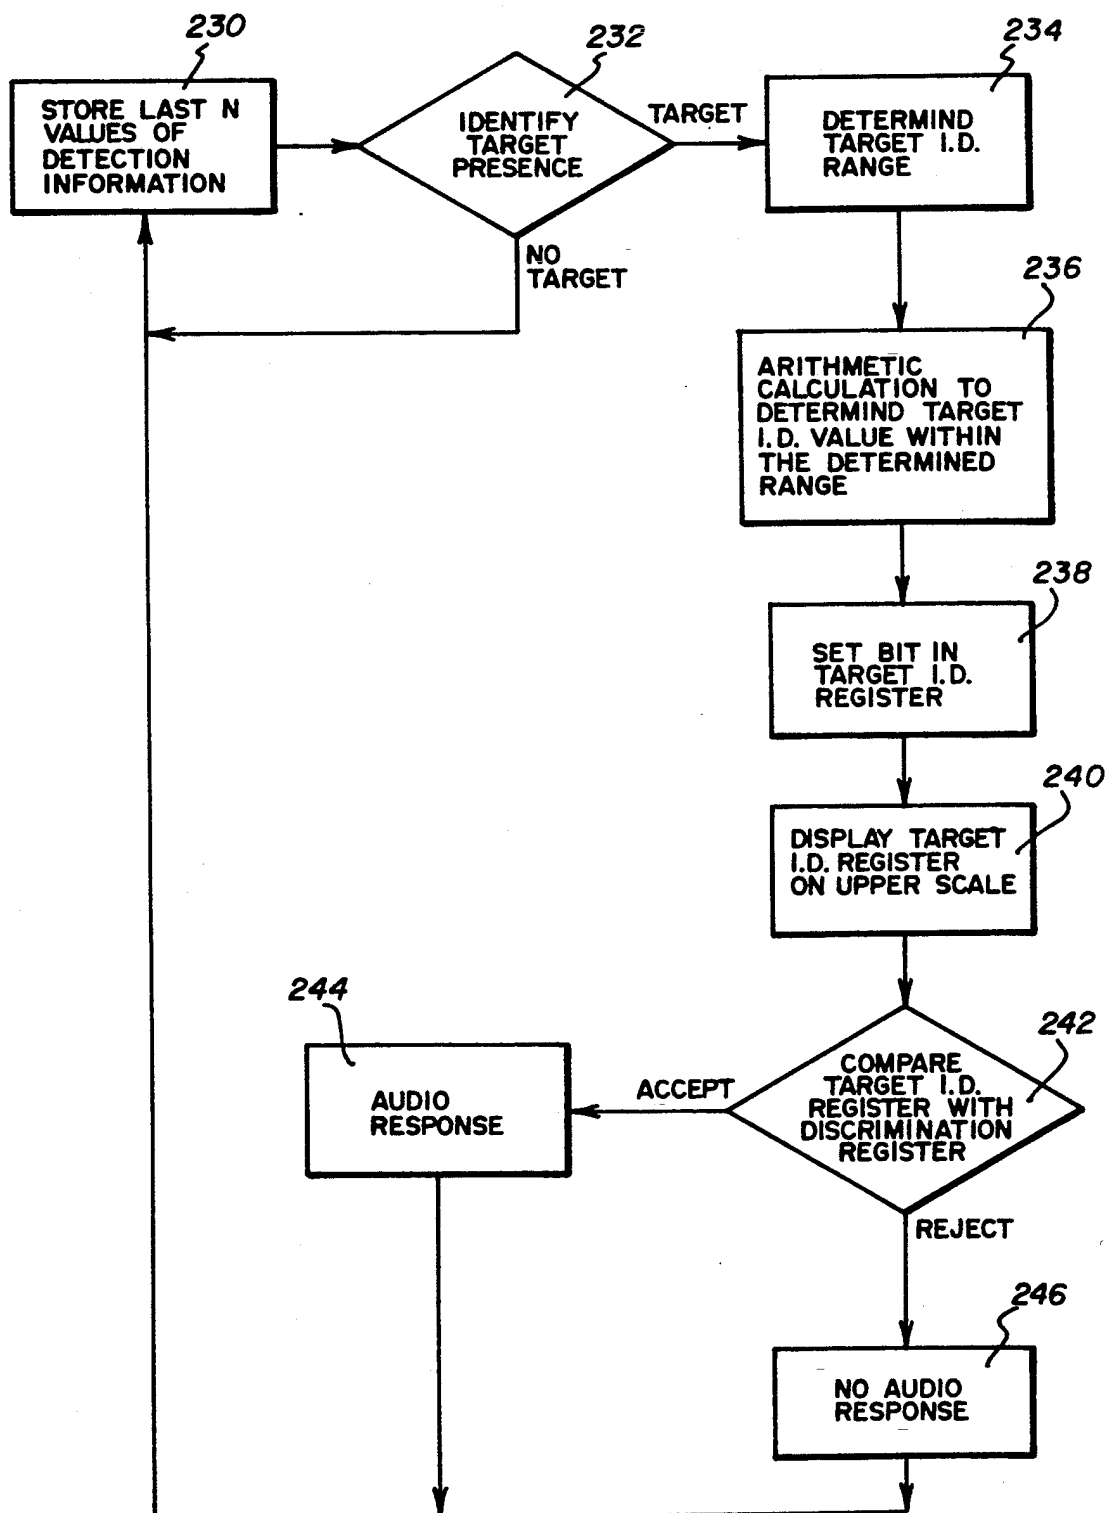 230
STORE LAST N
VALUES OF
DETECTION
INFORMATION
232
IDENTIFY
TARGET
PRESENCE
TARGET
NO
TARGET
234
DETERMIND
TARGET I.D.
RANGE
236
ARITHMETIC
CALCULATION TO
DETERMIND TARGET
I.D. VALUE WITHIN
THE DETERMINED
RANGE
238
SET BIT IN
TARGET I.D.
REGISTER
240
DISPLAY TARGET
I.D. REGISTER
ON UPPER SCALE
242
COMPARE
TARGET I.D.
REGISTER WITH
DISCRIMINATION
REGISTER
ACCEPT
244
AUDIO
RESPONSE
REJECT
246
NO AUDIO
RESPONSE